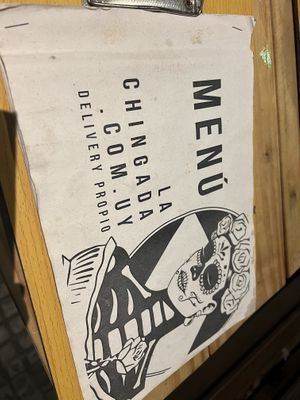 MENÚ
LA
CHINGADA
.COM.UY
DELIVERY PROPIO